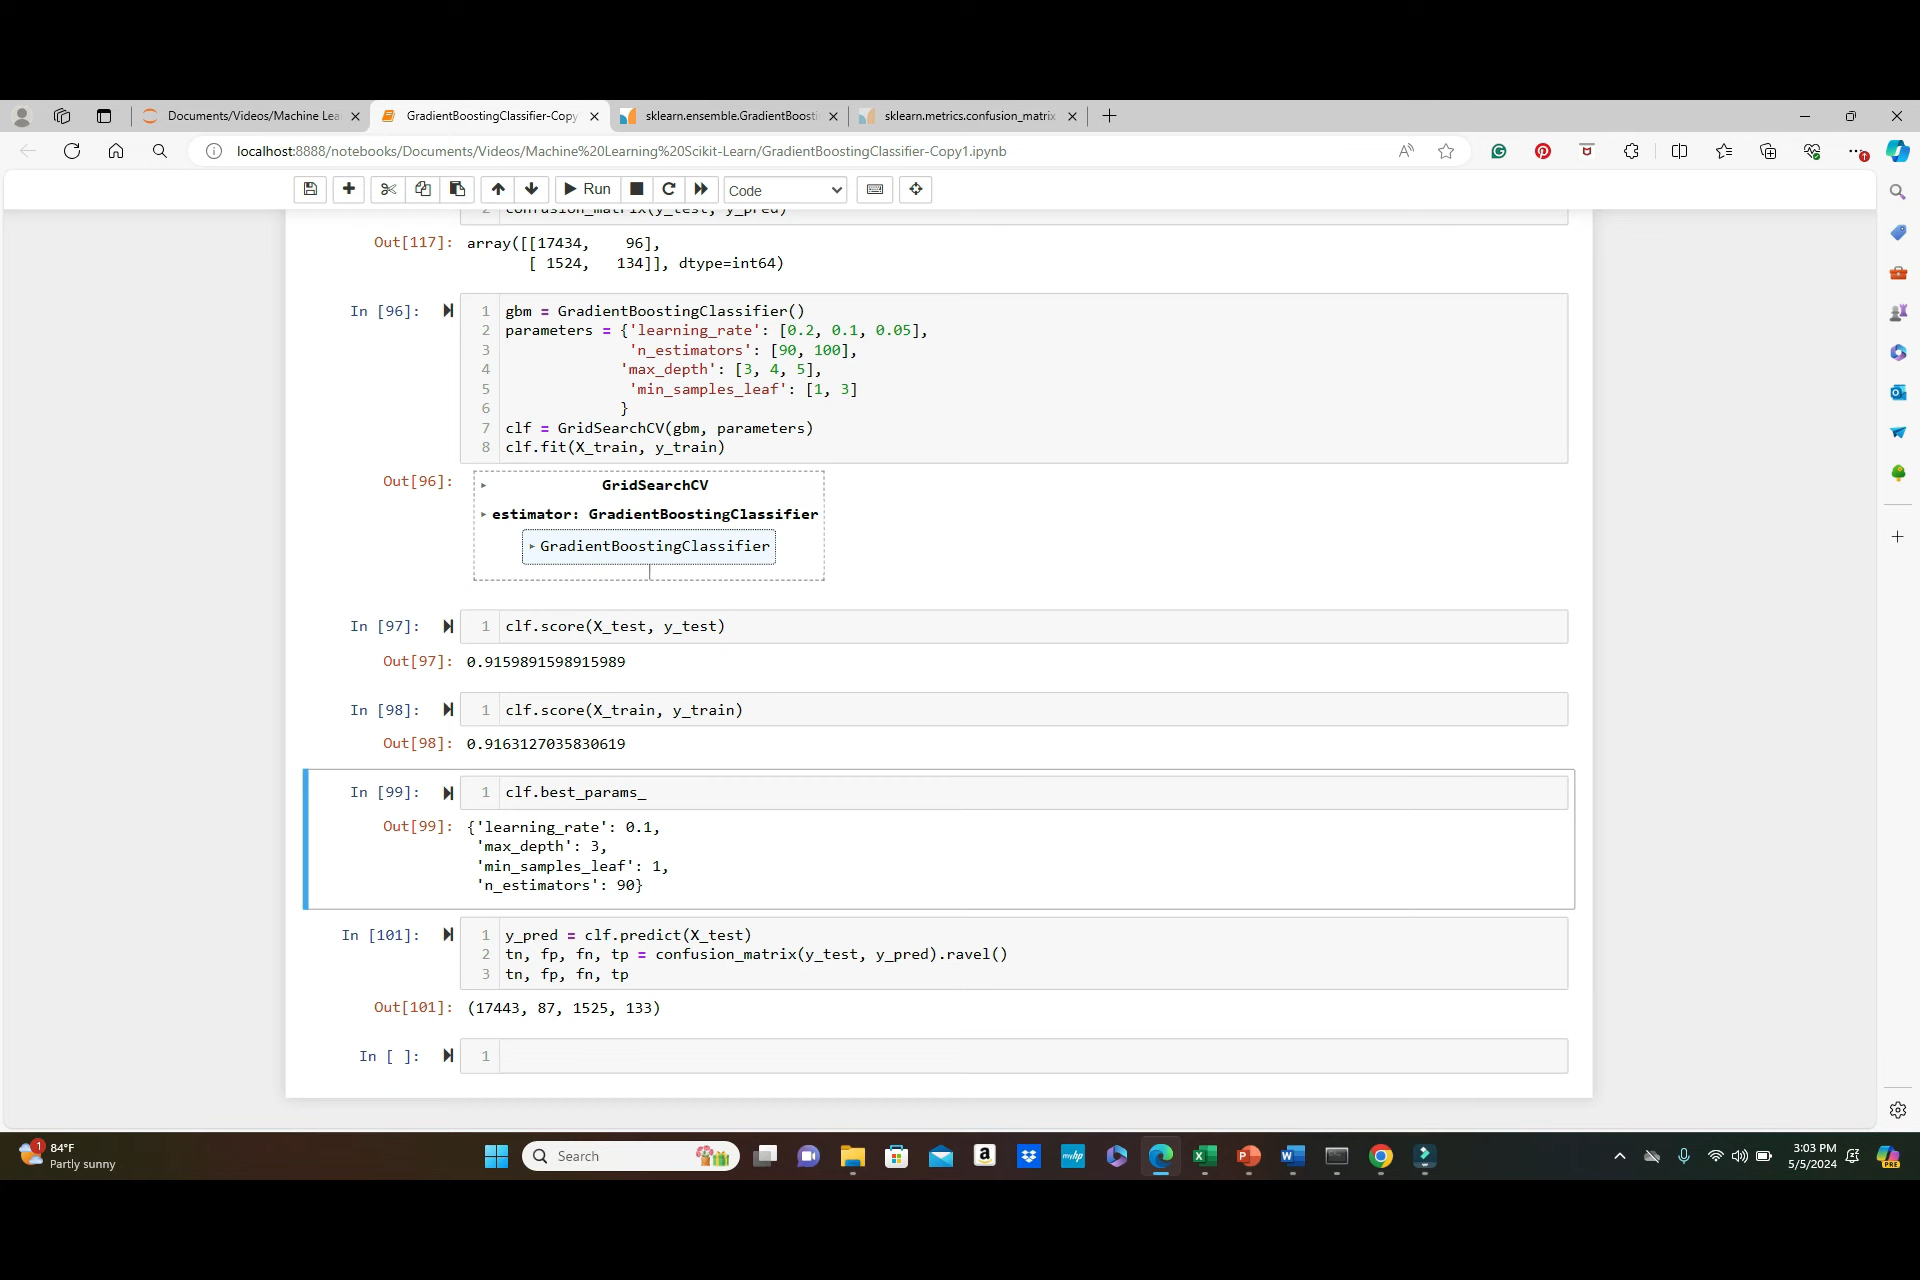 Documents/Videos/Machine Lea
GradientBoostingClassifier-Copy
sklearn.ensemble.GradientBoosti
sklearn.metrics.confusion_matrix
localhost:8888/notebooks/Documents/Videos/Machine%20Learning%20Scikit-Learn/GradientBoostingClassifier-Copy1.ipynb
Run
Code
2 confusion_matrix(y_test, y_pred)
Out[117]: array([[17434,    96],
[ 1524,   134]], dtype=int64)
In [96]: 1 gbm = GradientBoostingClassifier()
2 parameters = {'learning_rate': [0.2, 0.1, 0.05],
3 'n_estimators': [90, 100],
4 'max_depth': [3, 4, 5],
5 'min_samples_leaf': [1, 3]
6 }
7 clf = GridSearchCV(gbm, parameters)
8 clf.fit(X_train, y_train)
Out[96]: GridSearchCV
estimator: GradientBoostingClassifier
GradientBoostingClassifier
In [97]: 1 clf.score(X_test, y_test)
Out[97]: 0.9159891598915989
In [98]: 1 clf.score(X_train, y_train)
Out[98]: 0.9163127035830619
In [99]: 1 clf.best_params_
Out[99]: {'learning_rate': 0.1,
'max_depth': 3,
'min_samples_leaf': 1,
'n_estimators': 90}
In [101]: 1 y_pred = clf.predict(X_test)
2 tn, fp, fn, tp = confusion_matrix(y_test, y_pred).ravel()
3 tn, fp, fn, tp
Out[101]: (17443, 87, 1525, 133)
In [ ]: 1
1 84°F
Partly sunny
Search
3:03 PM
5/5/2024